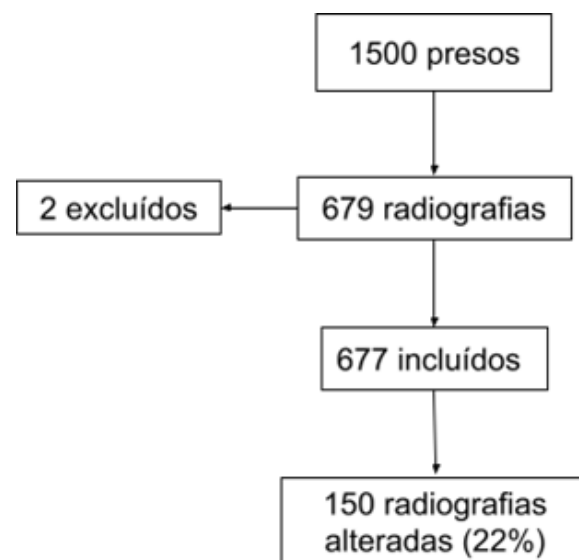 1500 presos
2 excluídos
679 radiografias
677 incluídos
150 radiografias
alteradas (22%)